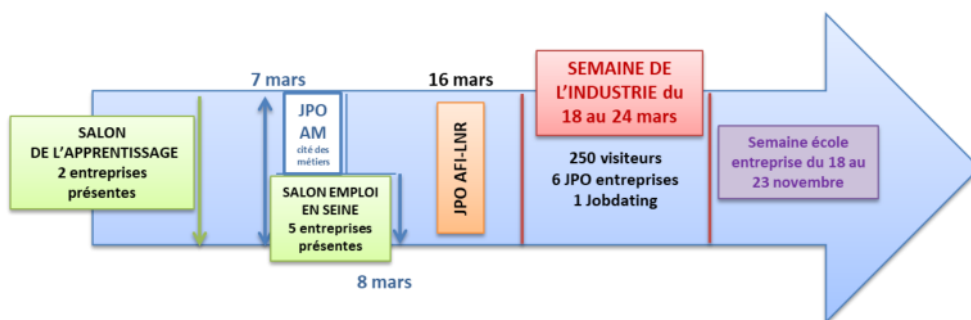 SALON
DE L'APPRENTISSAGE
2 entreprises
présentes
7 mars
JPO
AM
cité des
métiers
SALON EMPLOI
EN SEINE
5 entreprises
présentes
8 mars
16 mars
JPO AFI-LNR
SEMAINE DE
L'INDUSTRIE du
18 au 24 mars
250 visiteurs
6 JPO entreprises
1 Jobdating
Semaine école
entreprise du 18 au
23 novembre